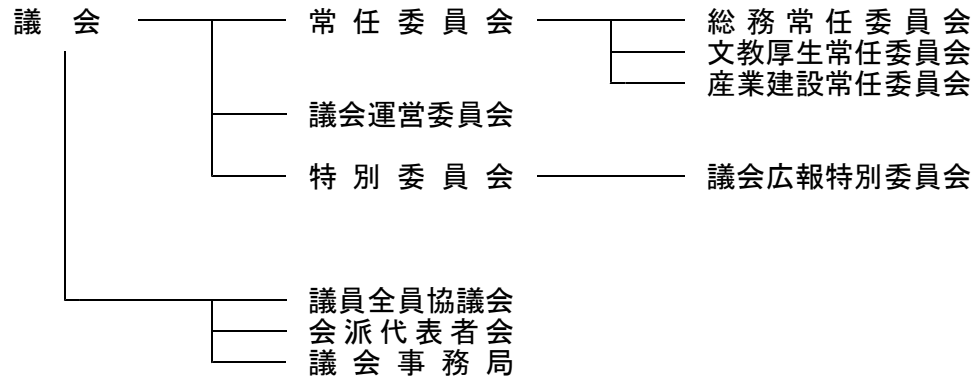 議会 常任委員会 総務常任委員会
文教厚生常任委員会
産業建設常任委員会
議会運営委員会
特別委員会 議会広報特別委員会
議員全員協議会
会派代表者会
議会事務局